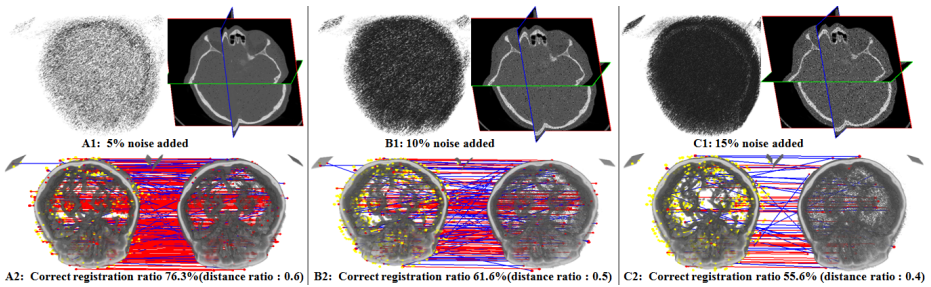 A1: 5% noise added
B1: 10% noise added
C1: 15% noise added
A2: Correct registration ratio 76.3%(distance ratio : 0.6)
B2: Correct registration ratio 61.6%(distance ratio : 0.5)
C2: Correct registration ratio 55.6% (distance ratio : 0.4)